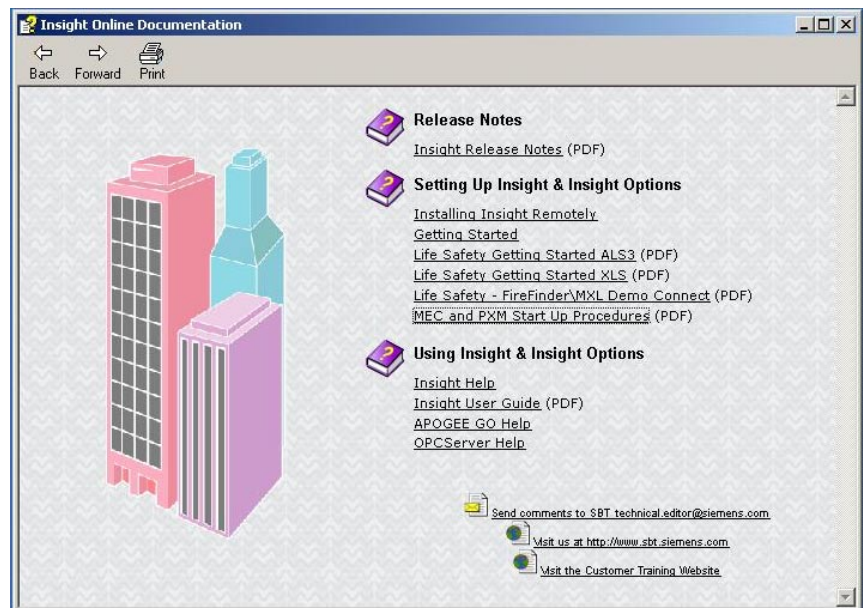 Insight Online Documentation
Back Forward Print
Release Notes
Insight Release Notes (PDF)
Setting Up Insight & Insight Options
Installing Insight Remotely
Getting Started
Life Safety Getting Started ALS3 (PDF)
Life Safety Getting Started XLS (PDF)
Life Safety - FireFinder\MXL Demo Connect (PDF)
MEC and PXM Start Up Procedures (PDF)
Using Insight & Insight Options
Insight Help
Insight User Guide (PDF)
APOGEE GO Help
OPCServer Help
Send comments to SBT technical.editor@siemens.com
Visit us at http://www.sbt.siemens.com
Visit the Customer Training Website